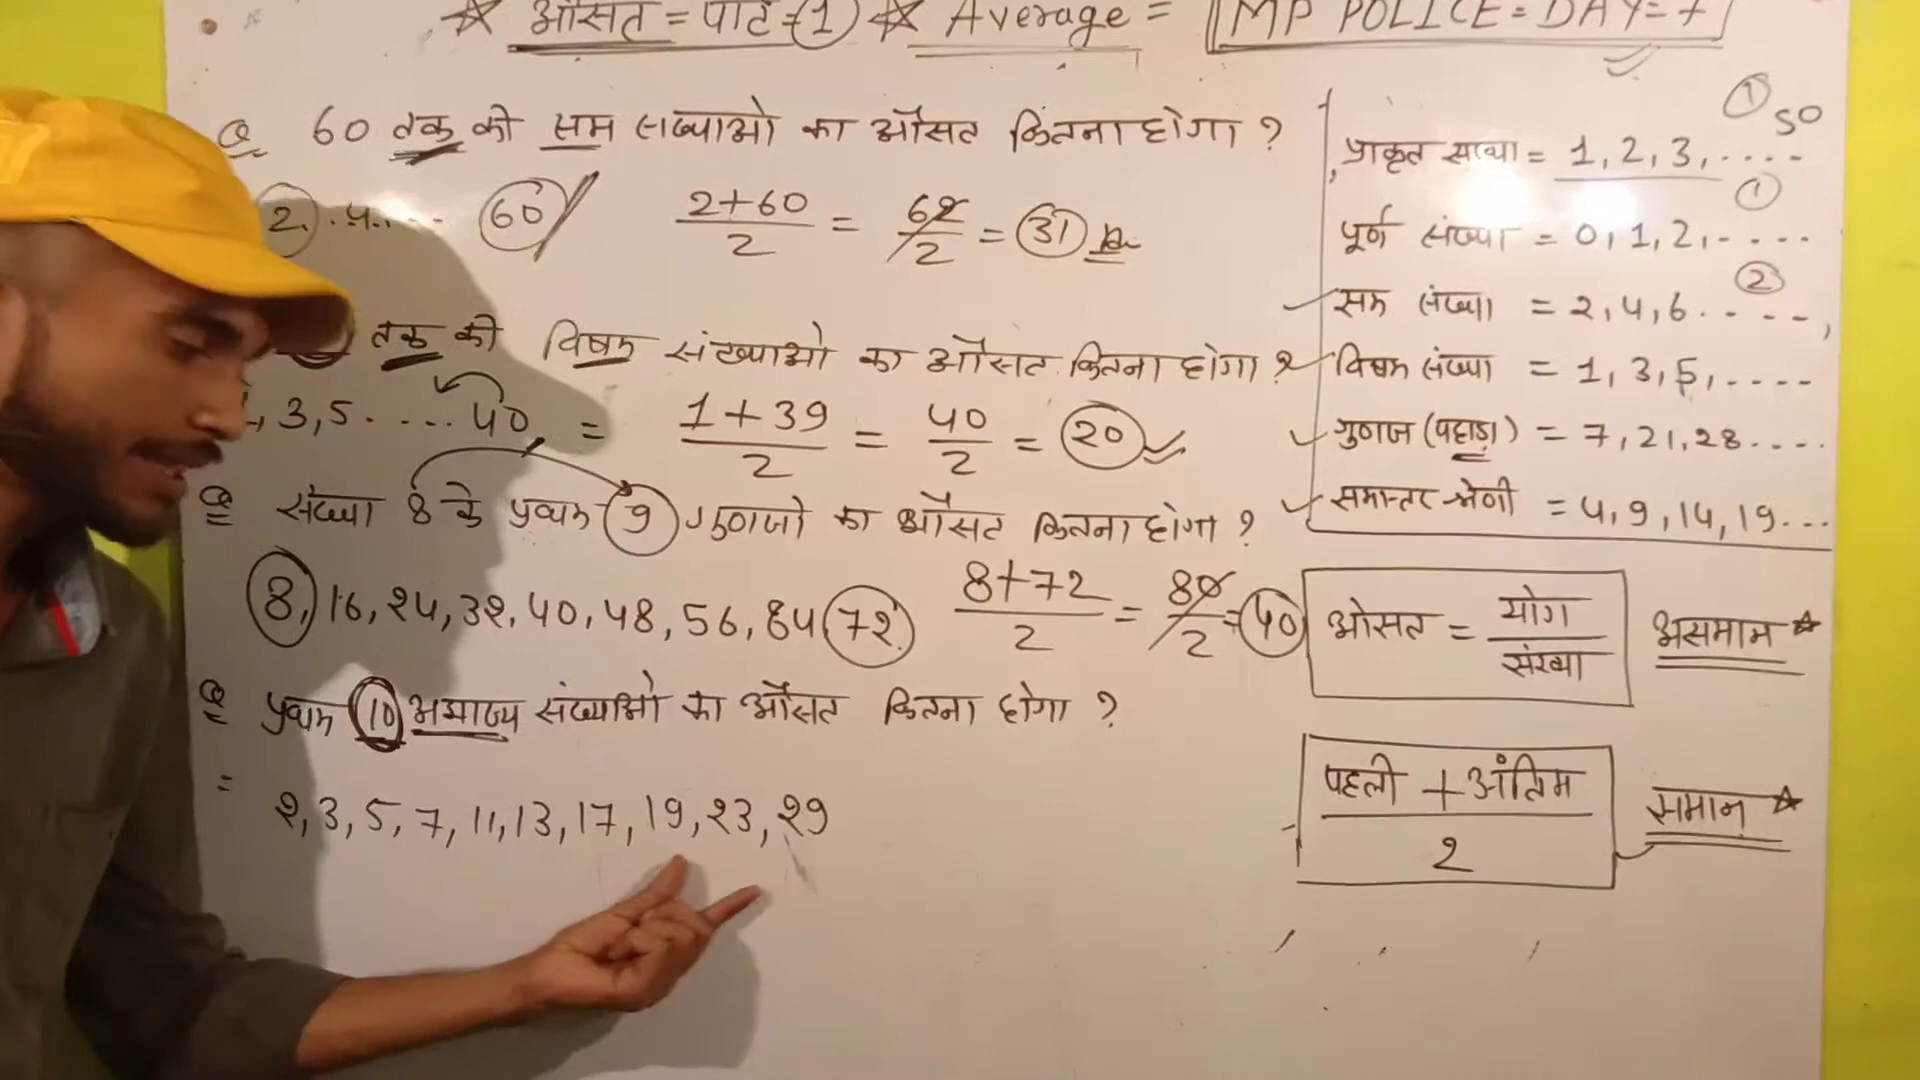 ☆ औसत = पार्ट -① ☆ Average = MP POLICE = DAY = 7
Q 60 तक की सम संख्याओ का औसत कितना होगा ?
2. .4.... 60 2+60/2 = 62/2 = 31
तक की विषम संख्याओ का औसत कितना होगा ?
, 3, 5. .... 40 = 1+39/2 = 40/2 = 20
Q संख्या 8 के प्रथम 9 गुणजो का औसत कितना होगा ?
8, 16, 24, 32, 40, 48, 56, 64 72 8+72/2 = 80/2 = 40
Q प्रथम 10 अभाज्य संख्याओ का औसत कितना होगा ?
= 2, 3, 5, 7, 11, 13, 17, 19, 23, 29
① 50
प्राकृत संख्या = 1, 2, 3, ....
①
पूर्ण संख्या = 0, 1, 2, ....
②
सम संख्या = 2, 4, 6. ....,
विषम संख्या = 1, 3, 5, ....
गुणज (पहाड़ा) = 7, 21, 28....
समान्तर श्रेणी = 4, 9, 14, 19...
औसत = योग/संख्या असमान ☆
पहली + अंतिम/2 समान ☆